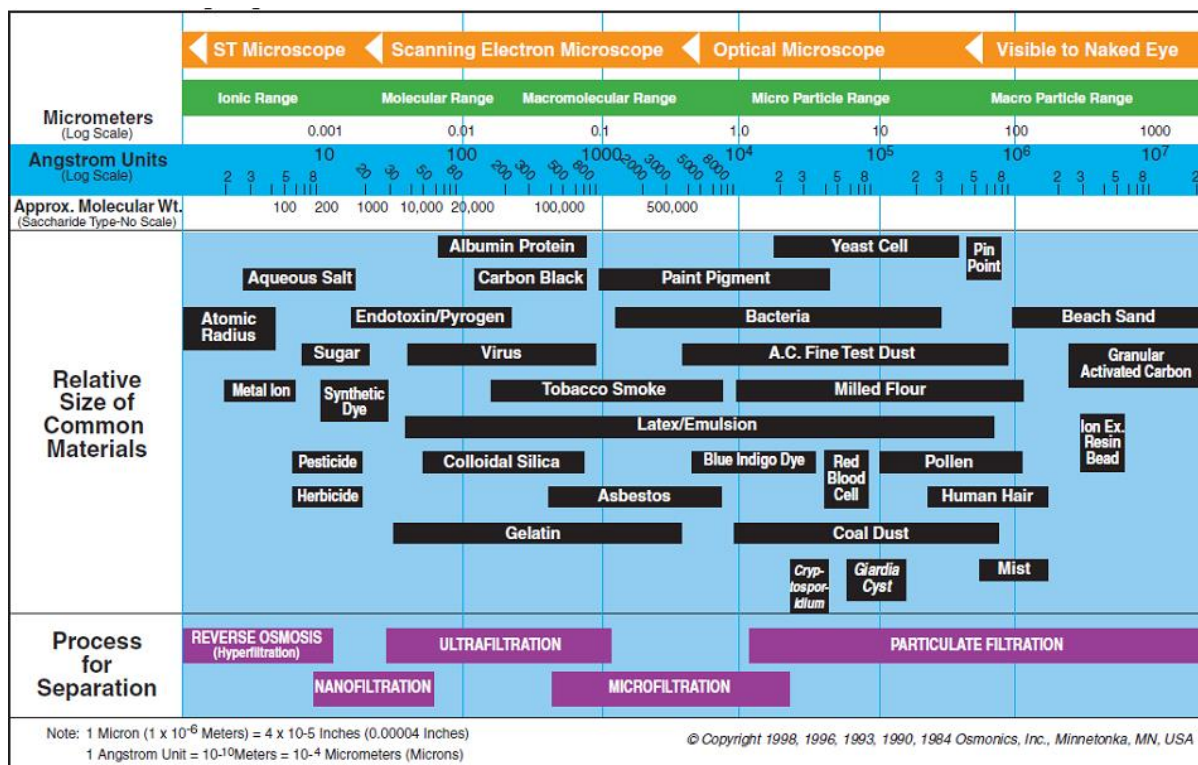 ST Microscope Scanning Electron Microscope Optical Microscope Visible to Naked Eye
Ionic Range Molecular Range Macromolecular Range Micro Particle Range Macro Particle Range
Micrometers
(Log Scale)
0.001 0.01 0.1 1.0 10 100 1000
Angstrom Units
(Log Scale)
10 100 1000 10⁴ 10⁵ 10⁶ 10⁷
2 3 5 8 20 30 50 80 200 300 500 800 2000 3000 5000 8000 2 3 5 8 2 3 5 8 2 3 5 8 2
Approx. Molecular Wt.
(Saccharide Type-No Scale)
100 200 1000 10,000 20,000 100,000 500,000
Relative
Size of
Common
Materials
Albumin Protein Yeast Cell Pin
Point
Aqueous Salt Carbon Black Paint Pigment
Atomic
Radius
Endotoxin/Pyrogen Bacteria Beach Sand
Sugar Virus A.C. Fine Test Dust Granular
Activated Carbon
Metal Ion Synthetic
Dye
Tobacco Smoke Milled Flour
Latex/Emulsion Ion Ex.
Resin
Bead
Pesticide Colloidal Silica Blue Indigo Dye Red
Blood
Cell
Pollen
Herbicide Asbestos Human Hair
Gelatin Coal Dust
Cryp-
tospor-
idium
Giardia
Cyst
Mist
Process
for
Separation
REVERSE OSMOSIS
(Hyperfiltration)
ULTRAFILTRATION PARTICULATE FILTRATION
NANOFILTRATION MICROFILTRATION
Note: 1 Micron (1 x 10⁻⁶ Meters) = 4 x 10-5 Inches (0.00004 Inches)
1 Angstrom Unit = 10-¹⁰Meters = 10-⁴ Micrometers (Microns)
© Copyright 1998, 1996, 1993, 1990, 1984 Osmonics, Inc., Minnetonka, MN, USA